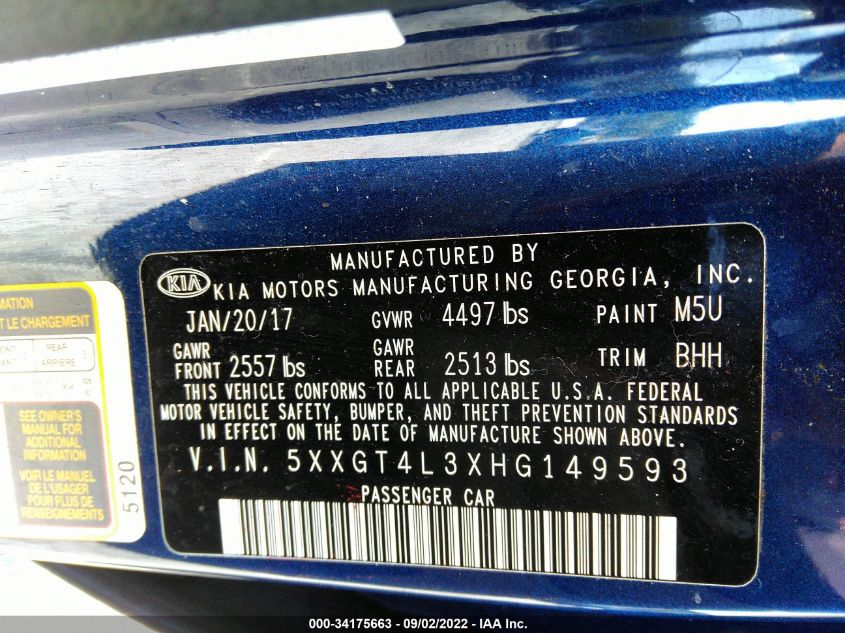 MANUFACTURED BY
KIA KIA MOTORS MANUFACTURING GEORGIA, INC.
JAN/20/17 GVWR 4497 lbs PAINT M5U
GAWR FRONT 2557 lbs GAWR REAR 2513 lbs TRIM BHH
THIS VEHICLE CONFORMS TO ALL APPLICABLE U.S.A. FEDERAL
MOTOR VEHICLE SAFETY, BUMPER, AND THEFT PREVENTION STANDARDS
IN EFFECT ON THE DATE OF MANUFACTURE SHOWN ABOVE.
V.I.N. 5XXGT4L3XHG149593
PASSENGER CAR
LE CHARGEMENT
REAR
ARRIERE 3
SEE OWNER'S
MANUAL FOR
ADDITIONAL
INFORMATION
VOIR LE MANUEL
DE L'USAGER
POUR PLUS DE
RENSEIGNEMENTS
5120
000-34175663 - 09/02/2022 - © IAA Inc.